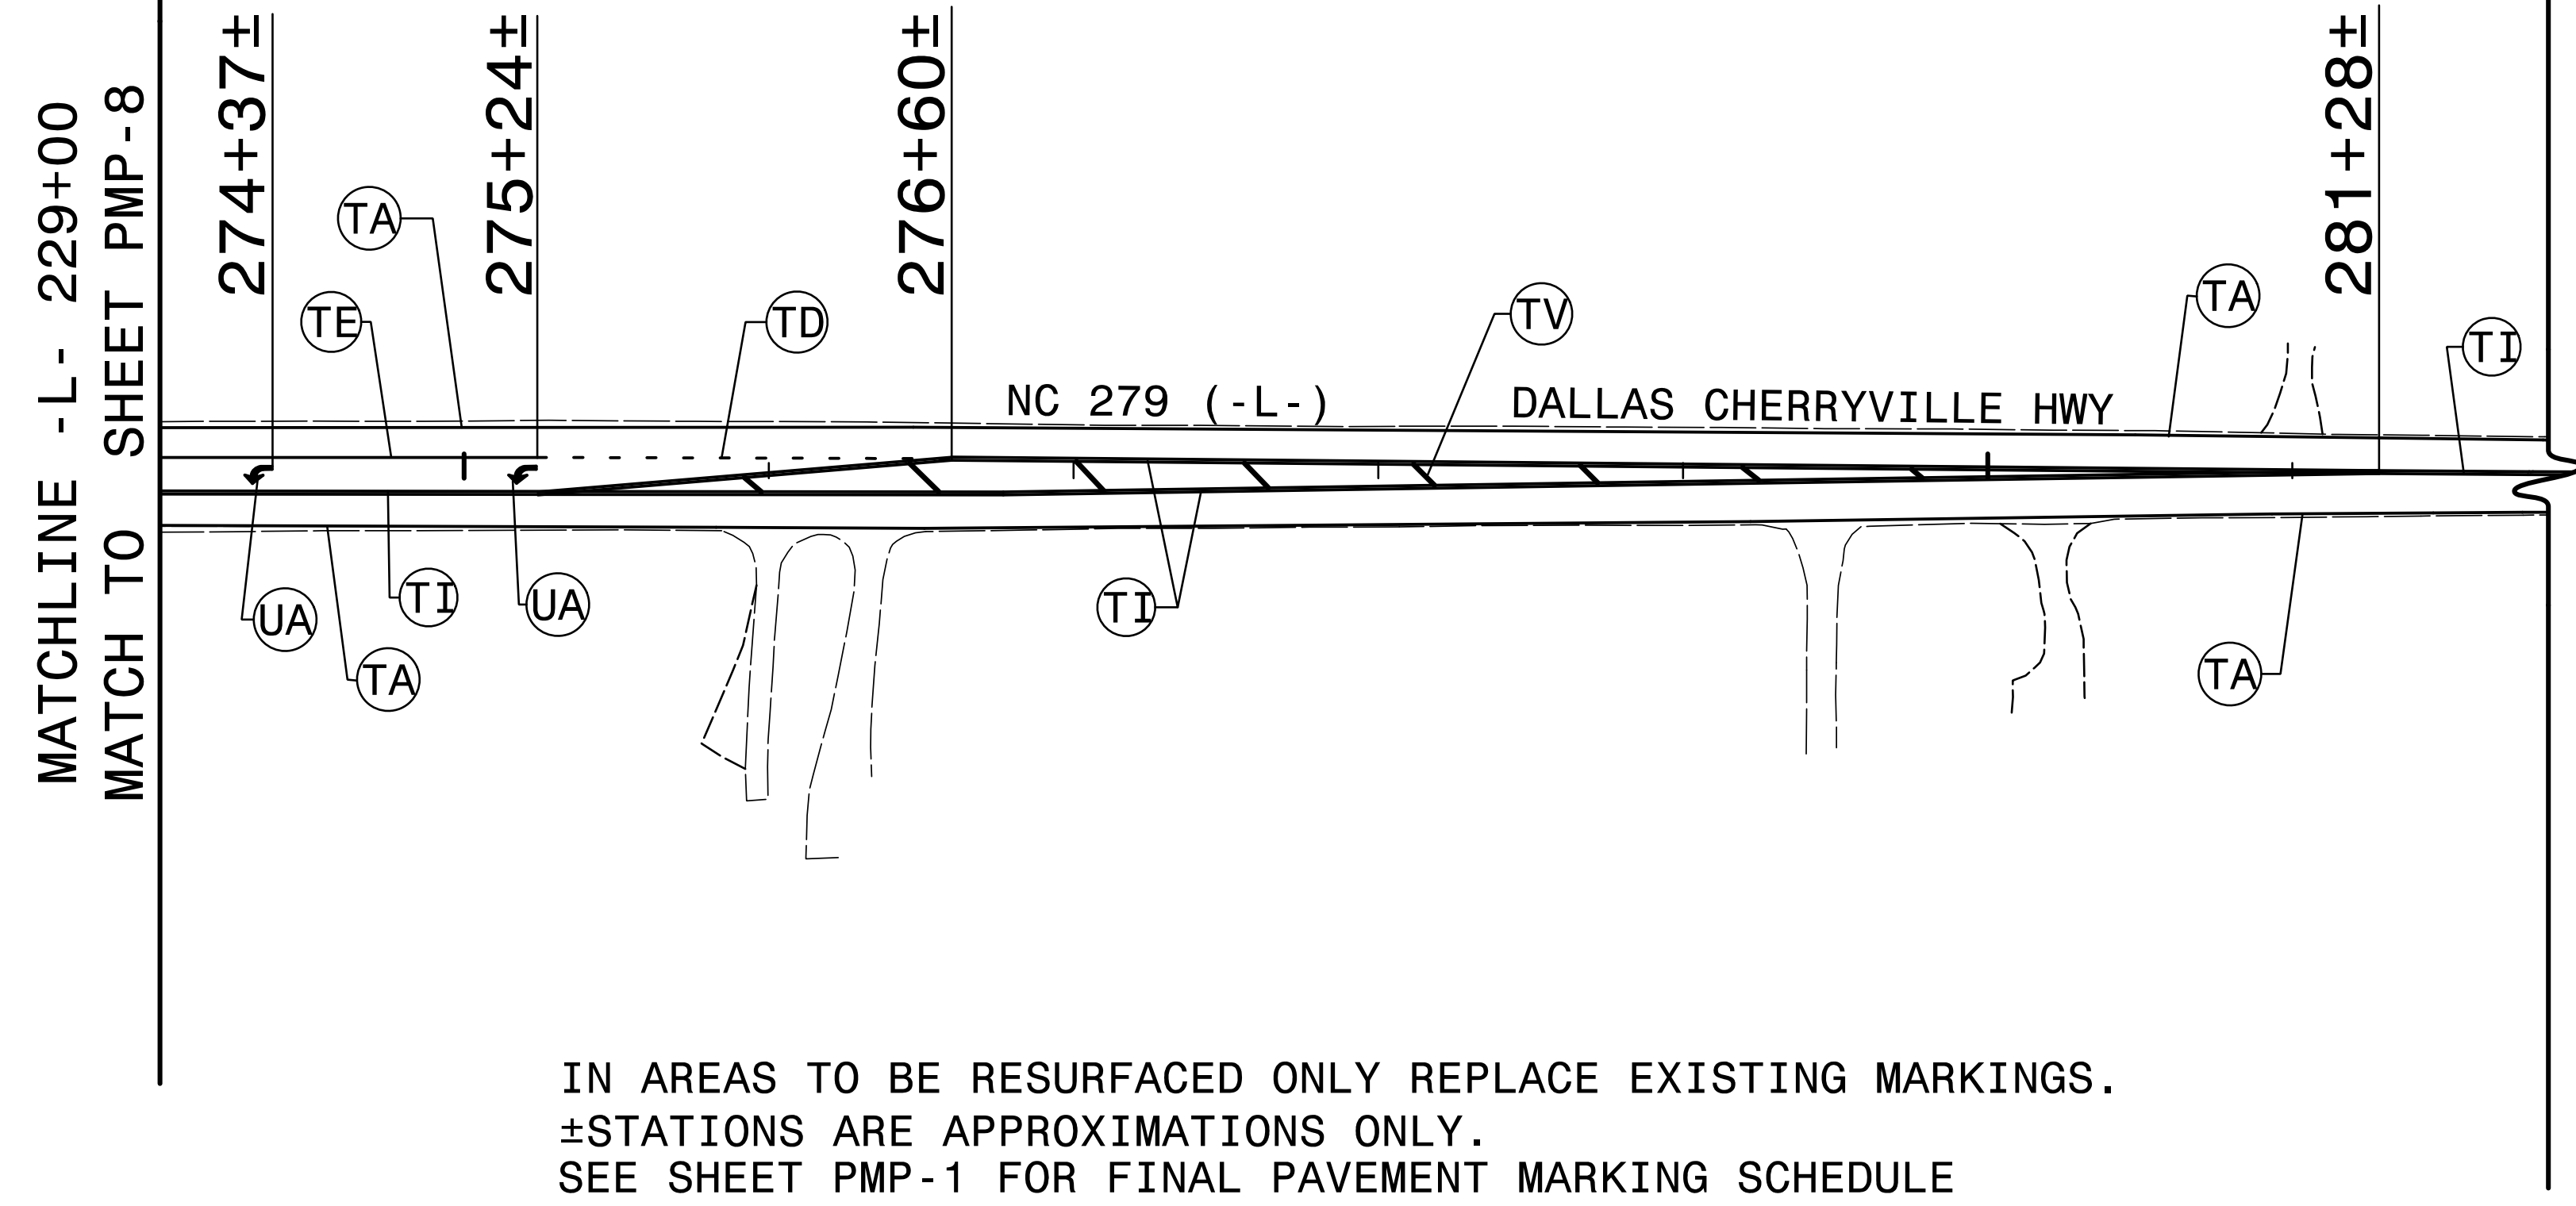 MATCHLINE -L- 229+00
MATCH TO SHEET PMP-8
274+37±
275+24±
276+60±
281+28±
TA
TE
TD
TV
TA
TI
NC 279 (-L-)
DALLAS CHERRYVILLE HWY
UA
TI
UA
TA
TI
TA
IN AREAS TO BE RESURFACED ONLY REPLACE EXISTING MARKINGS.
±STATIONS ARE APPROXIMATIONS ONLY.
SEE SHEET PMP-1 FOR FINAL PAVEMENT MARKING SCHEDULE